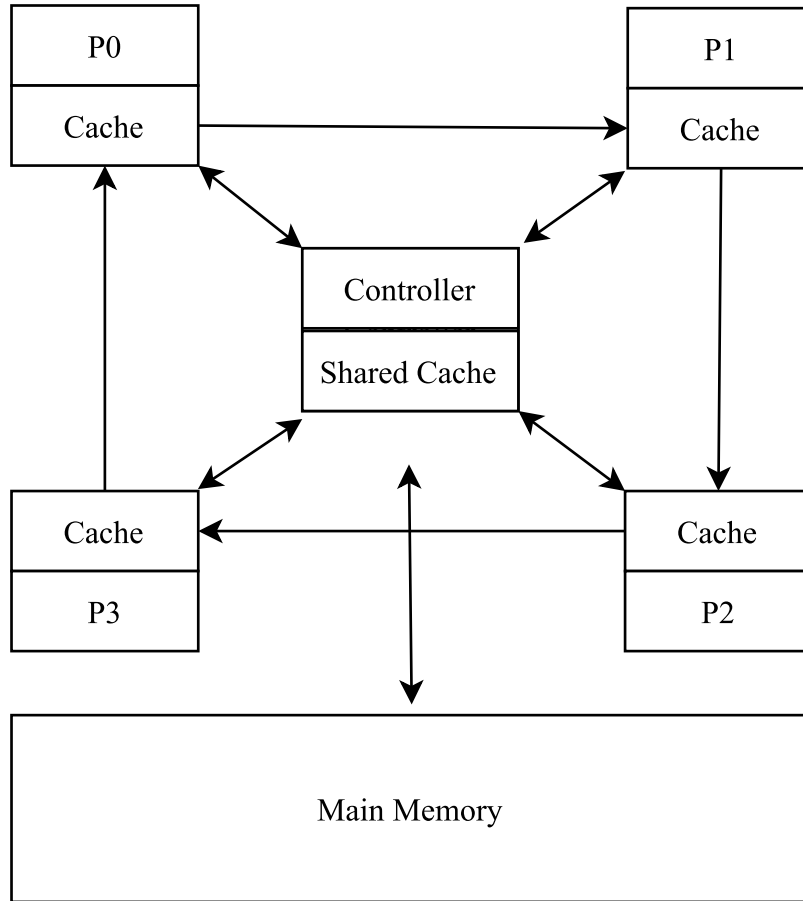 P0
P1
Cache
Cache
Controller
Shared Cache
Cache
Cache
P3
P2
Main Memory